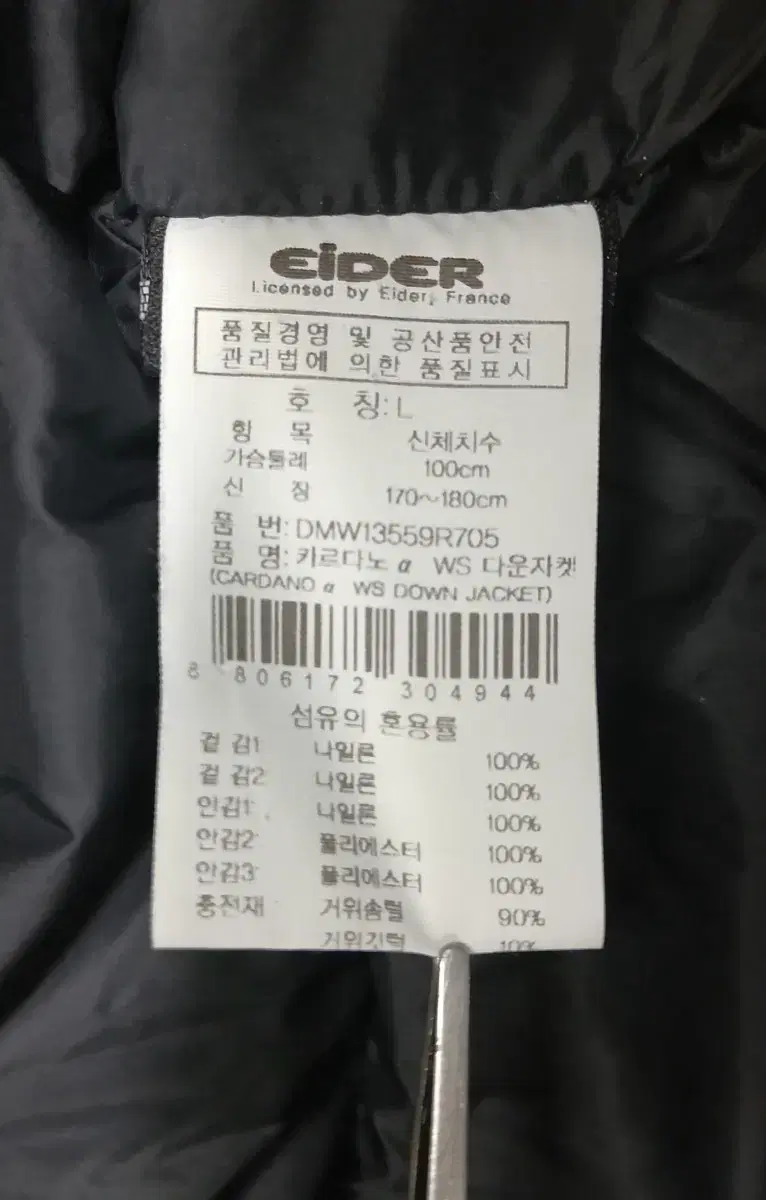 EiDER
Licensed by Eider, France
품질경영 및 공산품안전
관리법에 의한 품질표시
호 칭: L
항 목 신체치수
가슴둘레 100cm
신 장 170~180cm
품 번: DMW13559R705
품 명: 카르다노 α WS 다운자켓
(CARDANO α WS DOWN JACKET)
8 806172 304944
섬유의 혼용률
겉 감1 나일론 100%
겉 감2 나일론 100%
안감1 나일론 100%
안감2 폴리에스터 100%
안감3 폴리에스터 100%
충전재 거위솜털 90%
거위깃털 10%